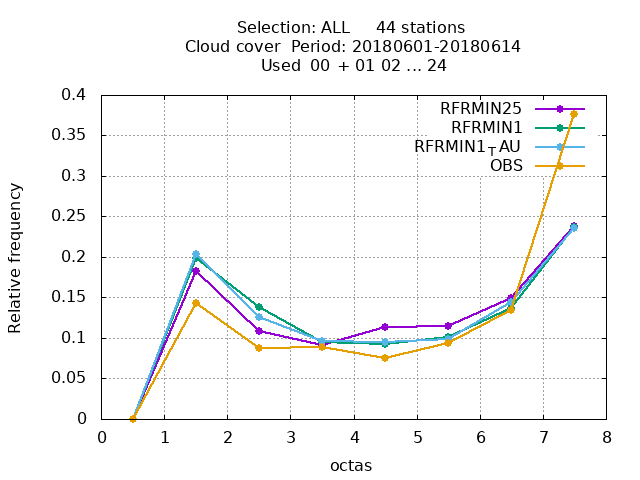 Selection: ALL 44 stations
Cloud cover Period: 20180601-20180614
Used 00 + 01 02 ... 24
RFRMIN25
RFRMIN1
RFRMIN1TAU
OBS
Relative frequency
0.4
0.35
0.3
0.25
0.2
0.15
0.1
0.05
0
0 1 2 3 4 5 6 7 8
octas